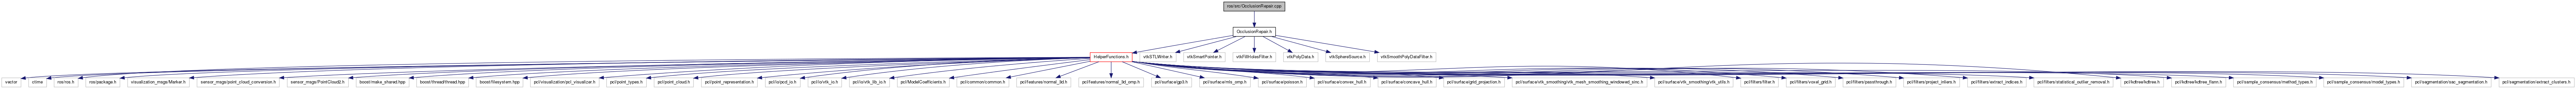 ros/src/OcclusionRepair.cpp
OcclusionRepair.h
HelperFunctions.h
vtkSTLWriter.h
vtkSmartPointer.h
vtkFillHolesFilter.h
vtkPolyData.h
vtkSphereSource.h
vtkSmoothPolyDataFilter.h
vector
ctime
ros/ros.h
ros/package.h
visualization_msgs/Marker.h
sensor_msgs/point_cloud_conversion.h
sensor_msgs/PointCloud2.h
boost/make_shared.hpp
boost/thread/thread.hpp
boost/filesystem.hpp
pcl/visualization/pcl_visualizer.h
pcl/point_types.h
pcl/point_cloud.h
pcl/point_representation.h
pcl/io/pcd_io.h
pcl/io/vtk_io.h
pcl/io/vtk_lib_io.h
pcl/ModelCoefficients.h
pcl/common/common.h
pcl/features/normal_3d.h
pcl/features/normal_3d_omp.h
pcl/surface/gp3.h
pcl/surface/mls_omp.h
pcl/surface/poisson.h
pcl/surface/convex_hull.h
pcl/surface/concave_hull.h
pcl/surface/grid_projection.h
pcl/surface/vtk_smoothing/vtk_mesh_smoothing_windowed_sinc.h
pcl/surface/vtk_smoothing/vtk_utils.h
pcl/filters/filter.h
pcl/filters/voxel_grid.h
pcl/filters/passthrough.h
pcl/filters/project_inliers.h
pcl/filters/extract_indices.h
pcl/filters/statistical_outlier_removal.h
pcl/kdtree/kdtree.h
pcl/kdtree/kdtree_flann.h
pcl/sample_consensus/method_types.h
pcl/sample_consensus/model_types.h
pcl/segmentation/sac_segmentation.h
pcl/segmentation/extract_clusters.h